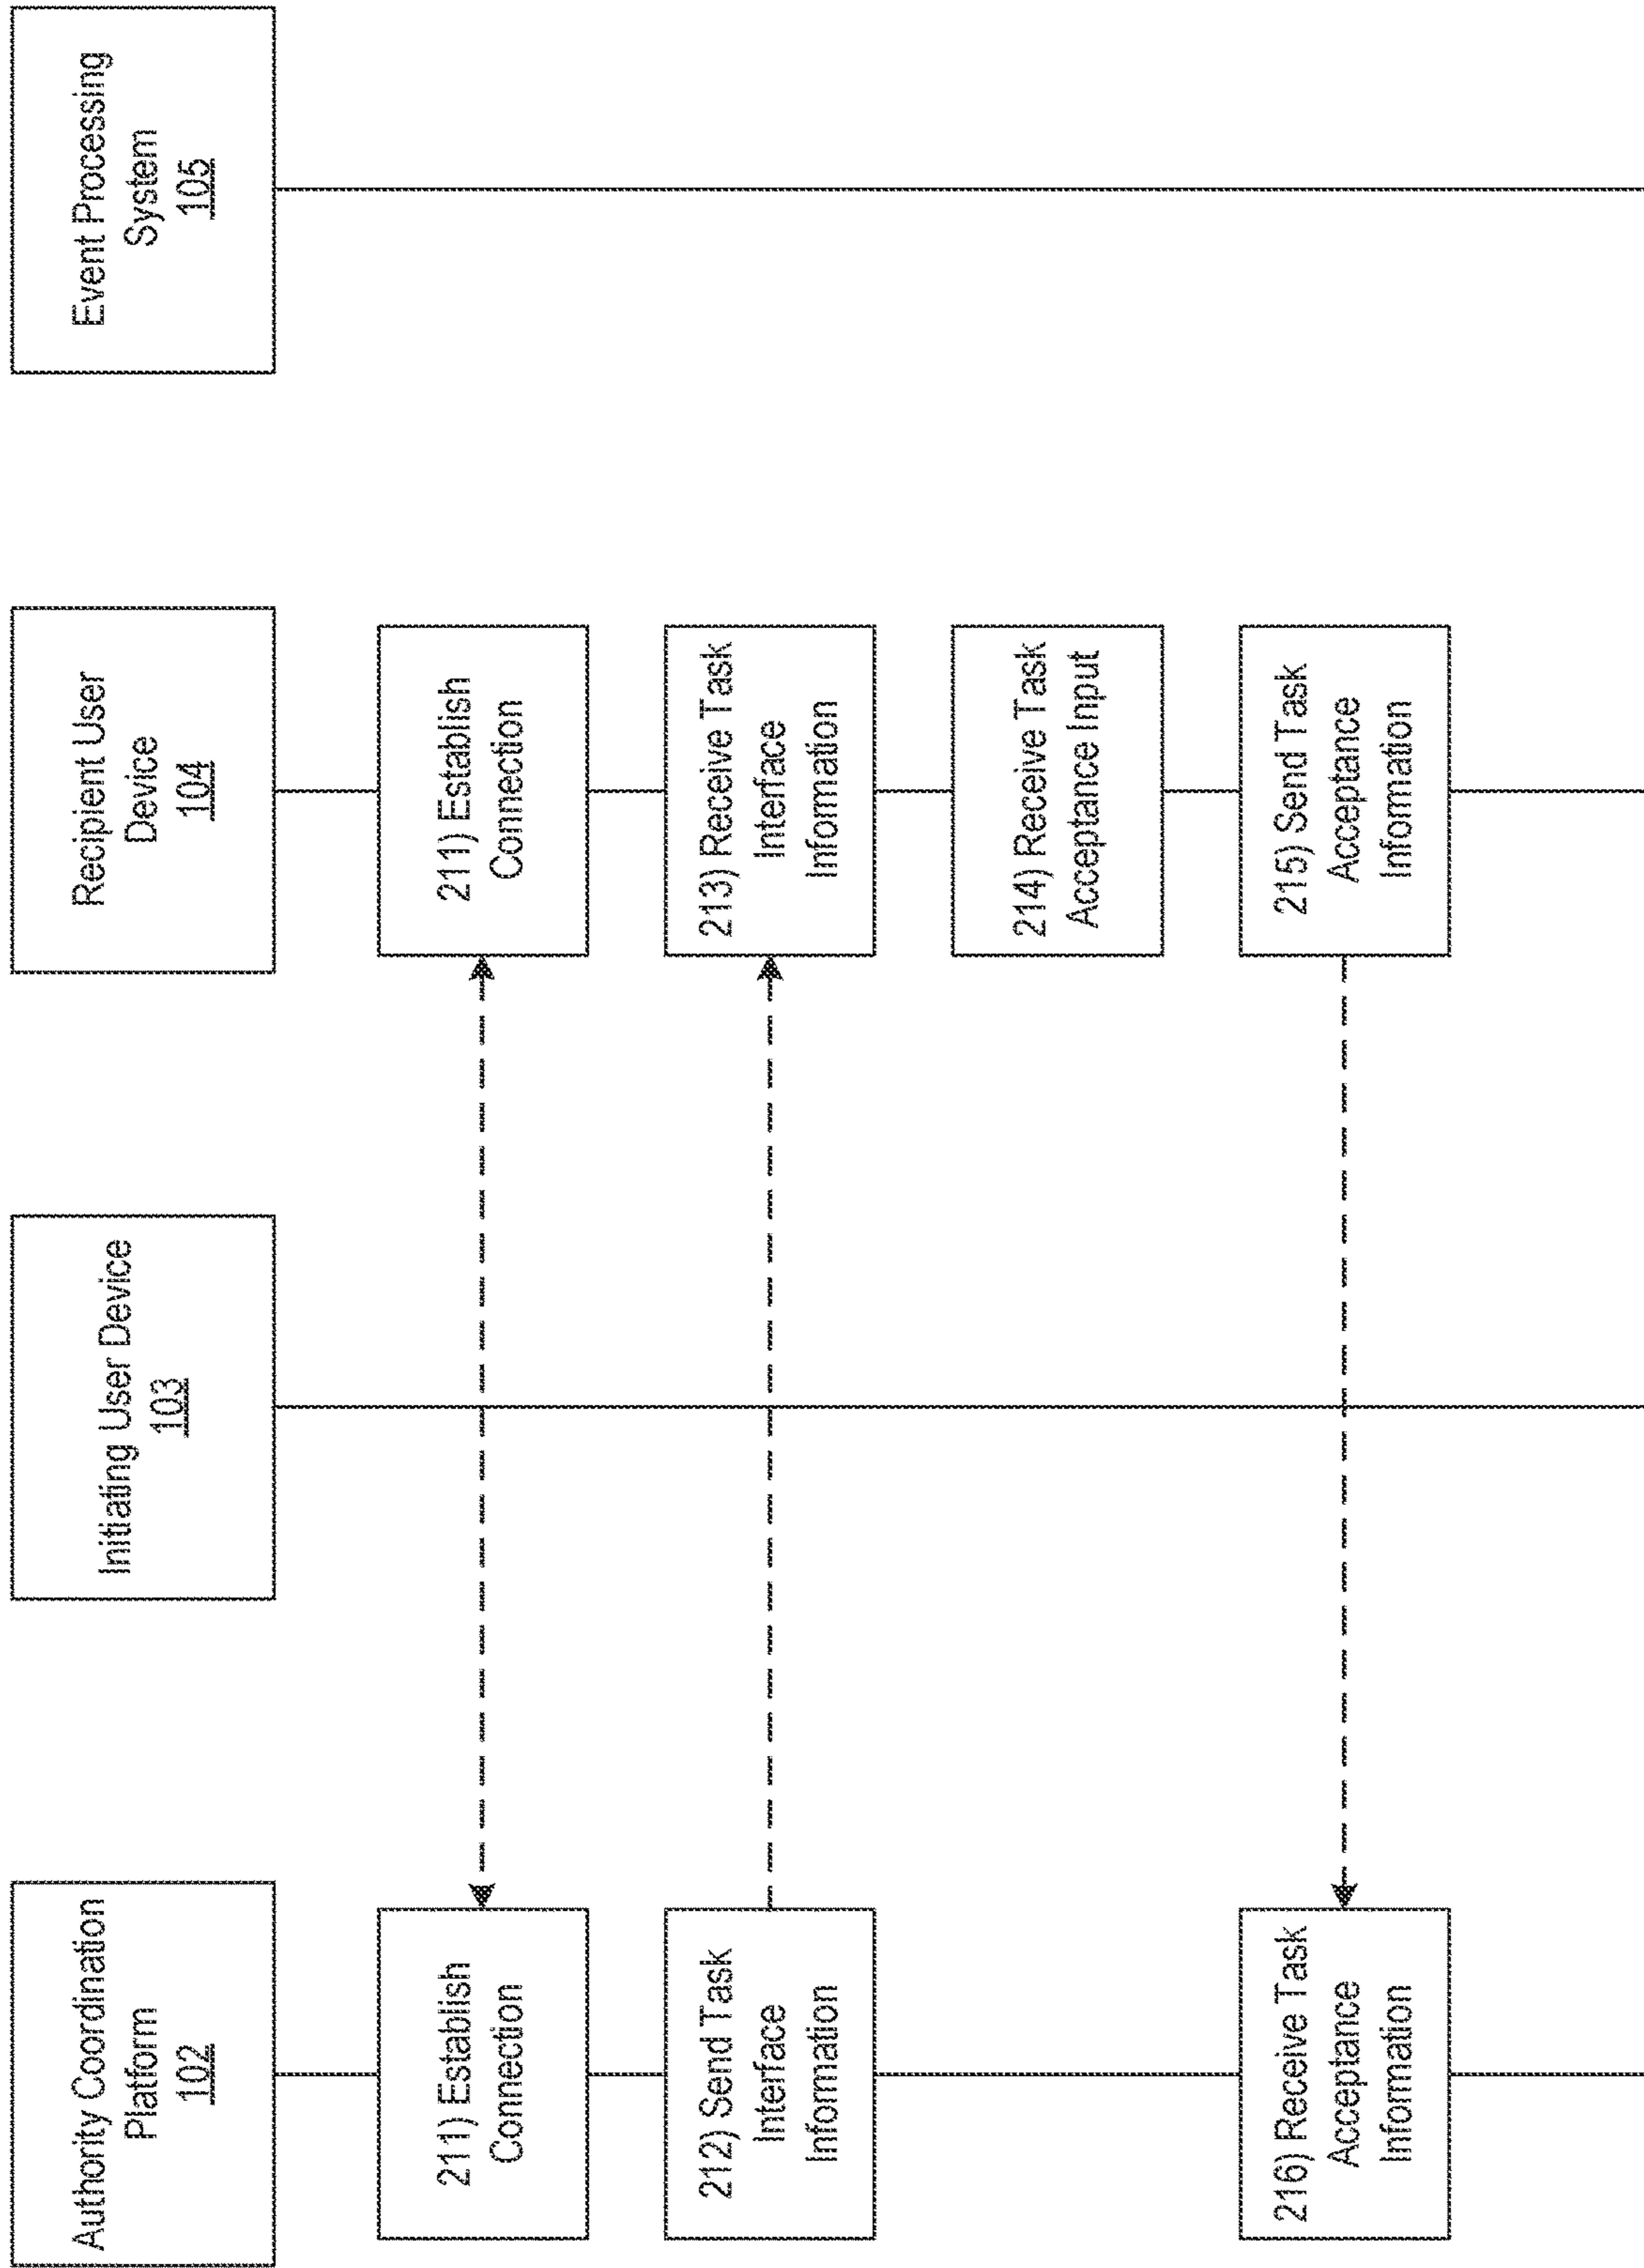 Authority Coordination
Platform
102
Initiating User Device
103
Recipient User
Device
104
Event Processing
System
105
211) Establish
Connection
211) Establish
Connection
212) Send Task
Interface
Information
213) Receive Task
Interface
Information
214) Receive Task
Acceptance Input
216) Receive Task
Acceptance
Information
215) Send Task
Acceptance
Information